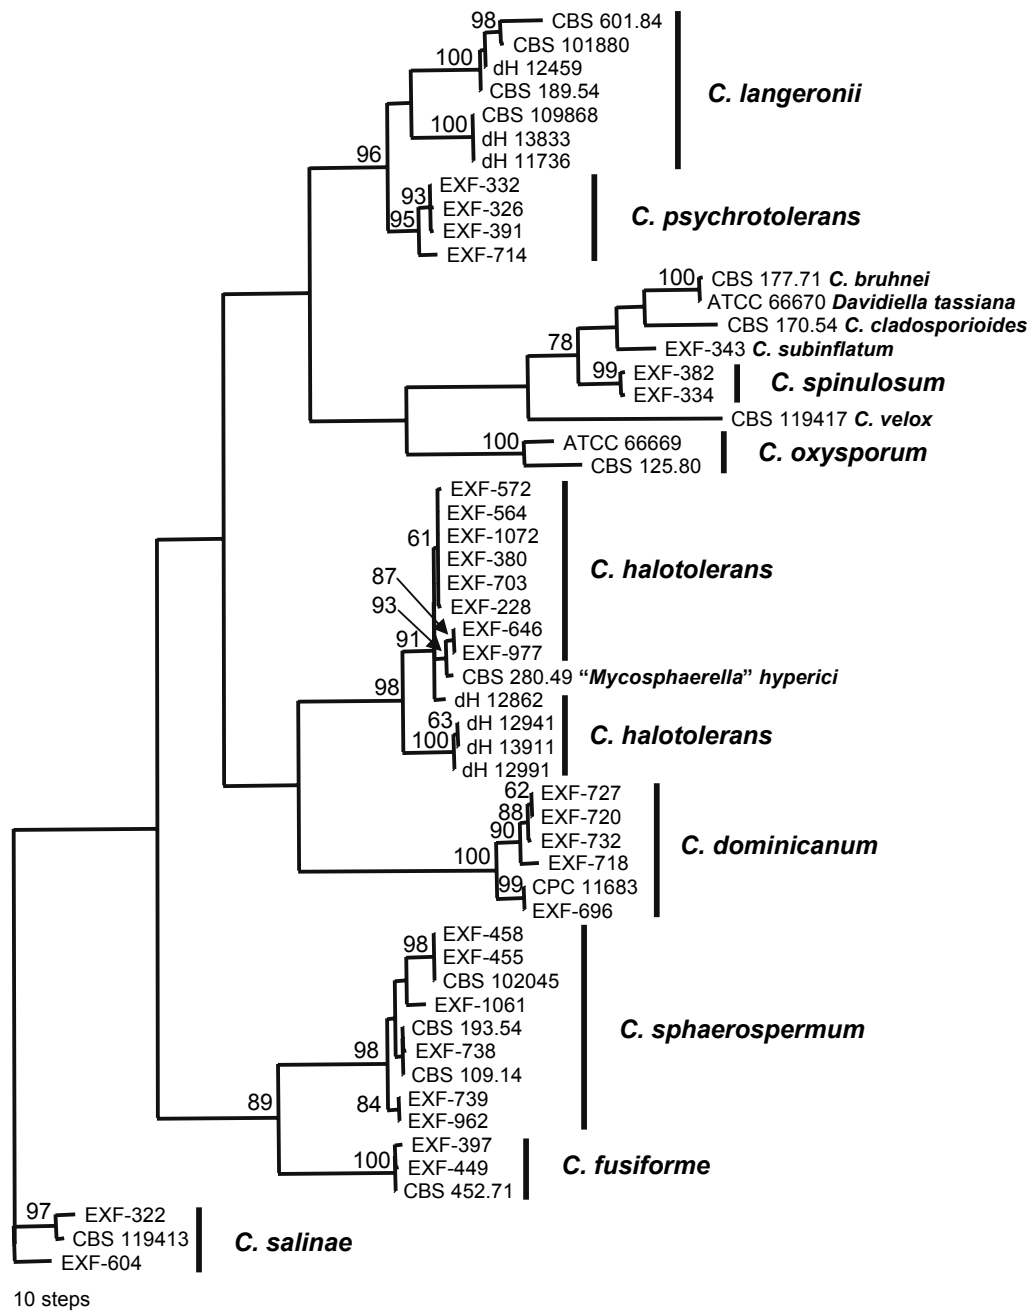 98 CBS 601.84
CBS 101880
100 dH 12459
CBS 189.54
C. langeronii
CBS 109868
100 dH 13833
dH 11736
96
EXF-332
93 EXF-326
95 EXF-391
EXF-714
C. psychrotolerans
100 CBS 177.71 C. bruhnei
ATCC 66670 Davidiella tassiana
CBS 170.54 C. cladosporioides
78 EXF-343 C. subinflatum
99 EXF-382
EXF-334
C. spinulosum
CBS 119417 C. velox
100 ATCC 66669
CBS 125.80
C. oxysporum
EXF-572
EXF-564
61 EXF-1072
EXF-380
EXF-703
EXF-228
C. halotolerans
87
93
EXF-646
91 EXF-977
CBS 280.49 “Mycosphaerella” hyperici
98 dH 12862
63 dH 12941
100 dH 13911
dH 12991
C. halotolerans
62 EXF-727
88 EXF-720
90 EXF-732
100 EXF-718
99 CPC 11683
EXF-696
C. dominicanum
EXF-458
98 EXF-455
CBS 102045
EXF-1061
CBS 193.54
98 EXF-738
CBS 109.14
84 EXF-739
EXF-962
C. sphaerospermum
89
EXF-397
100 EXF-449
CBS 452.71
C. fusiforme
97 EXF-322
CBS 119413
EXF-604
C. salinae
10 steps